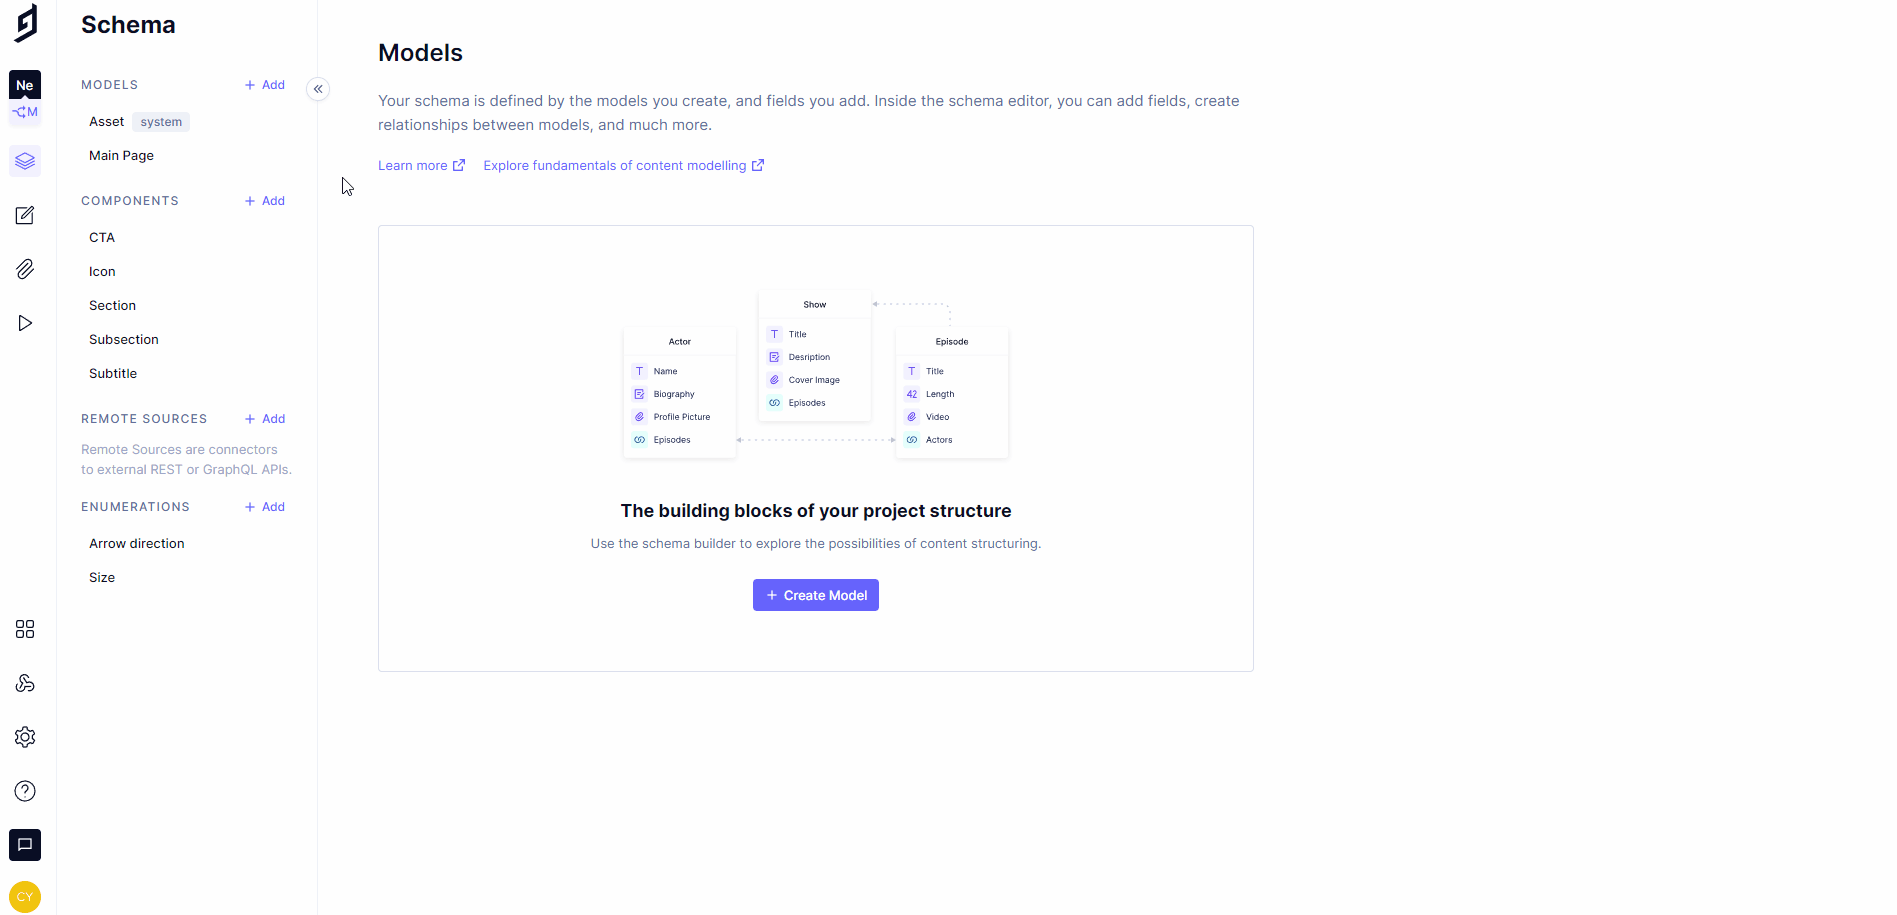 Schema
Ne
M
MODELS
+ Add
Asset system
Main Page
COMPONENTS
+ Add
CTA
Icon
Section
Subsection
Subtitle
REMOTE SOURCES
+ Add
Remote Sources are connectors
to external REST or GraphQL APIs.
ENUMERATIONS
+ Add
Arrow direction
Size
CY
Models
Your schema is defined by the models you create, and fields you add. Inside the schema editor, you can add fields, create
relationships between models, and much more.
Learn more
Explore fundamentals of content modelling
Actor
T Name
Biography
Profile Picture
Episodes
Show
T Title
Desription
Cover Image
Episodes
Episode
T Title
42 Length
Video
Actors
The building blocks of your project structure
Use the schema builder to explore the possibilities of content structuring.
+ Create Model